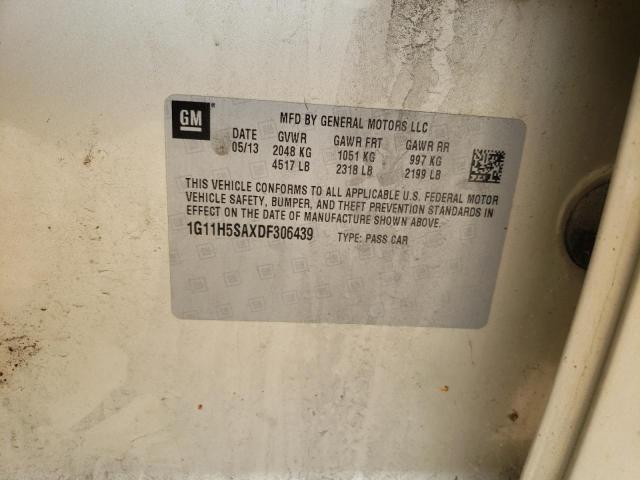 GM
MFD BY GENERAL MOTORS LLC
DATE GVWR GAWR FRT GAWR RR
05/13 2048 KG 1051 KG 997 KG
4517 LB 2318 LB 2199 LB
THIS VEHICLE CONFORMS TO ALL APPLICABLE U.S. FEDERAL MOTOR
VEHICLE SAFETY, BUMPER, AND THEFT PREVENTION STANDARDS IN
EFFECT ON THE DATE OF MANUFACTURE SHOWN ABOVE.
1G11H5SAXDF306439 TYPE: PASS CAR